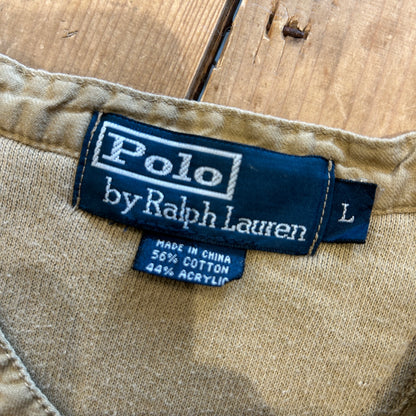 Polo
by Ralph Lauren
L
MADE IN CHINA
56% COTTON
44% ACRYLIC